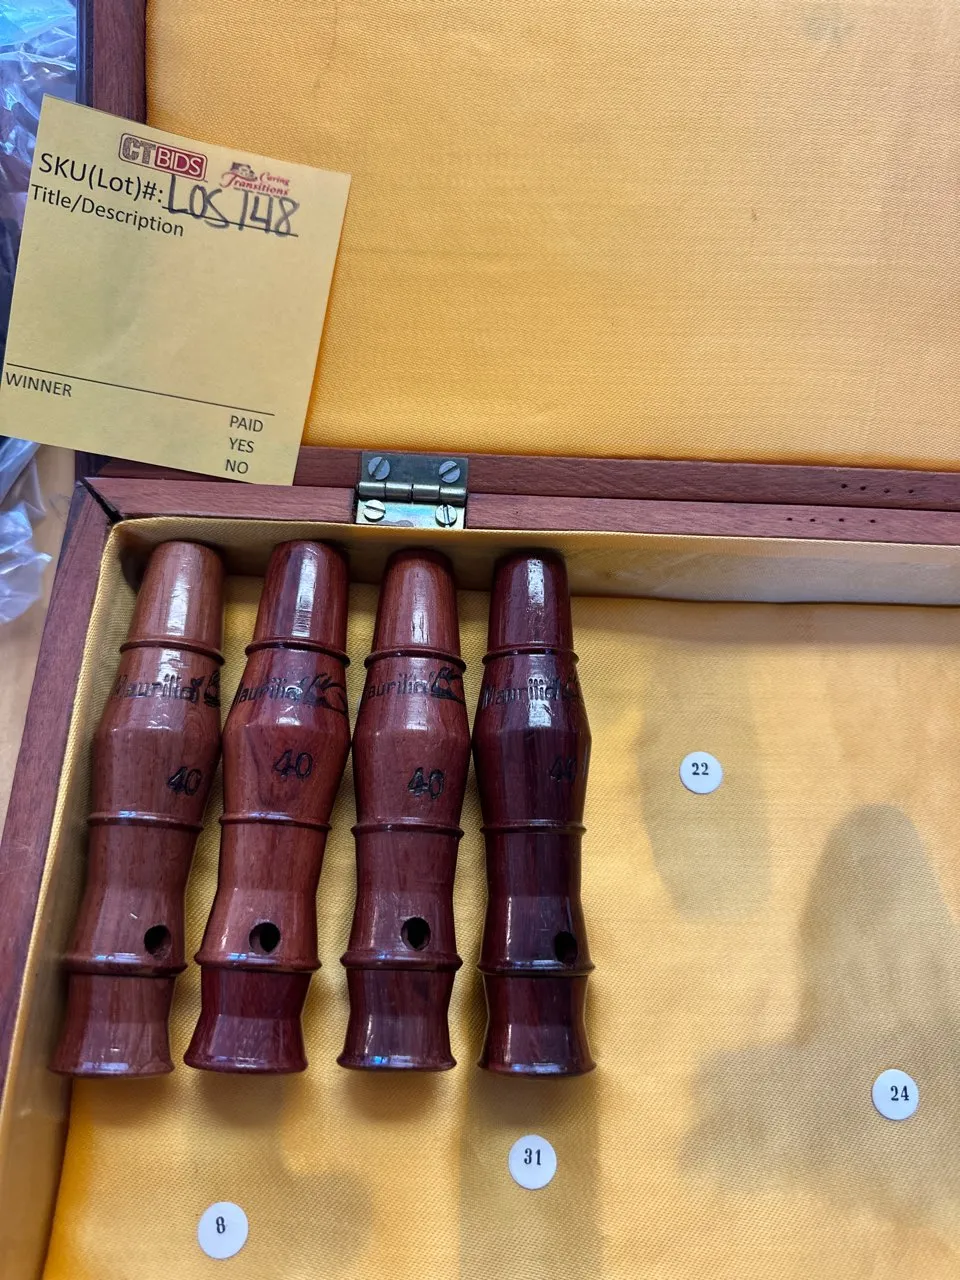 CTBIDS
Caring
Transitions
SKU(Lot)#: LOS148
Title/Description
WINNER
PAID
YES
NO
Maurilio
Maurilio
Maurilio
Maurilio
40
40
40
40
22
24
31
8